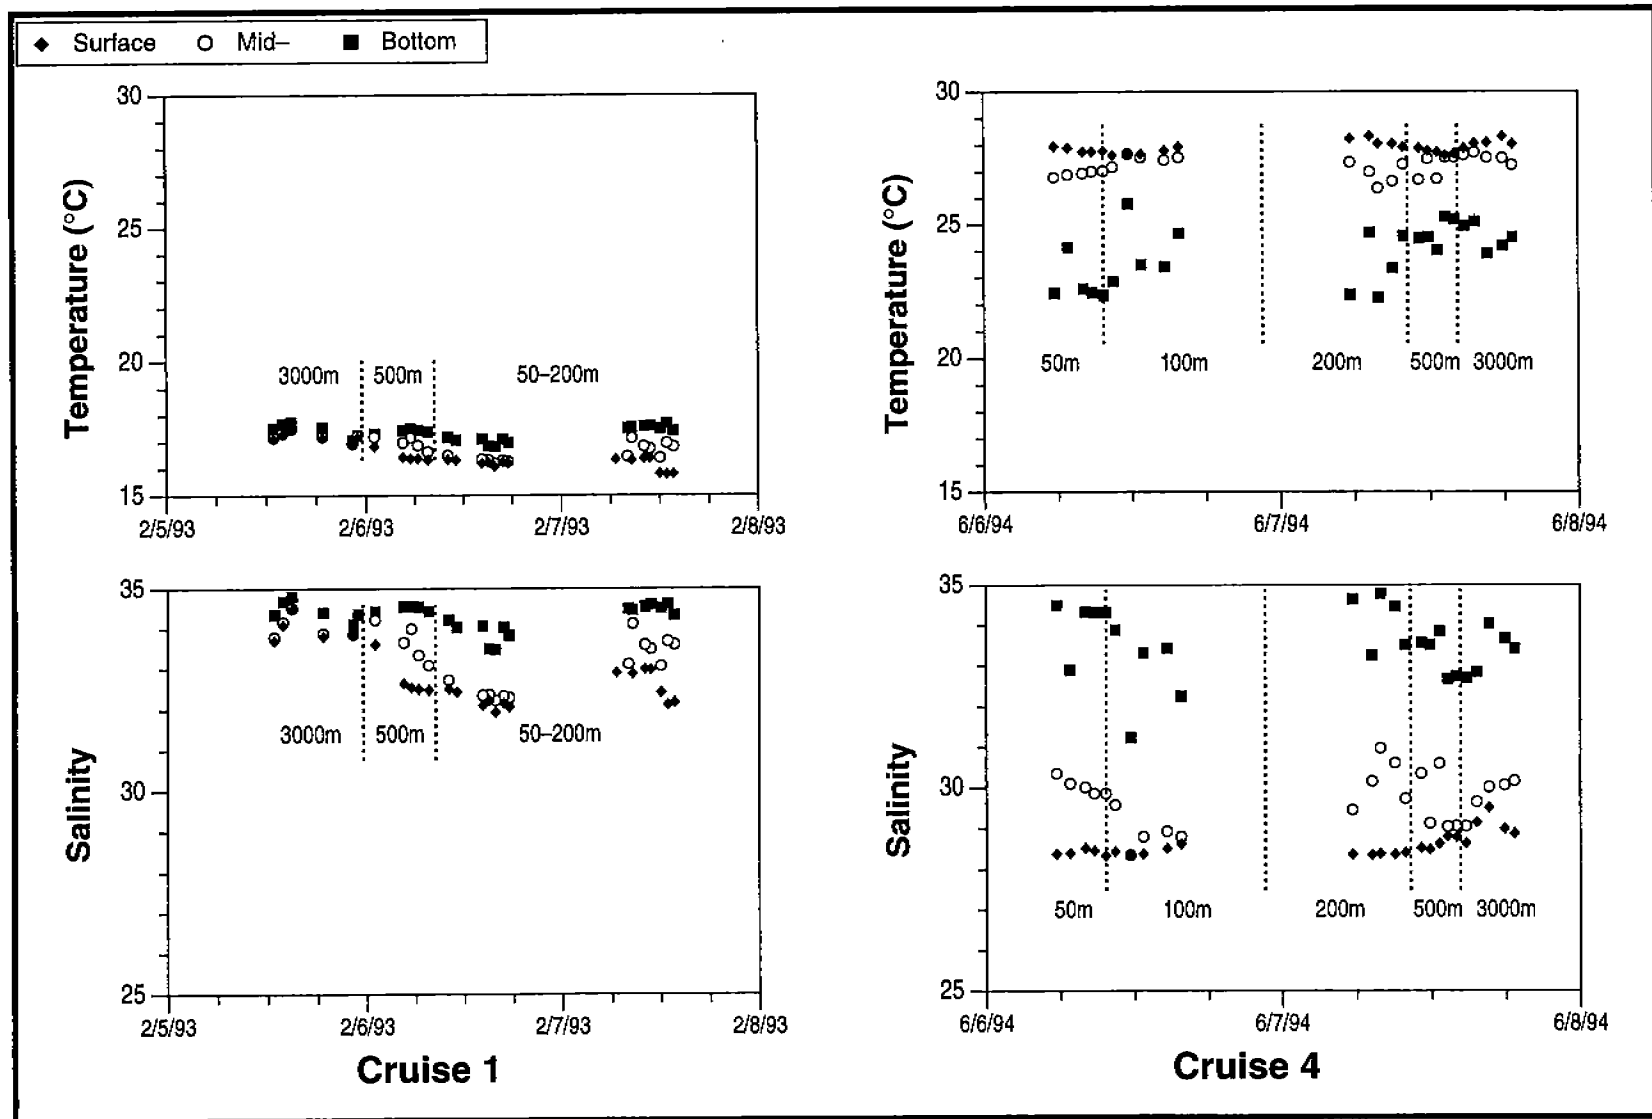 Surface Mid– Bottom
30
25
20
15
Temperature (°C)
3000m 500m 50–200m
2/5/93 2/6/93 2/7/93 2/8/93
30
25
20
15
Temperature (°C)
50m 100m 200m 500m 3000m
6/6/94 6/7/94 6/8/94
35
30
25
Salinity
3000m 500m 50–200m
2/5/93 2/6/93 2/7/93 2/8/93
Cruise 1
35
30
25
Salinity
50m 100m 200m 500m 3000m
6/6/94 6/7/94 6/8/94
Cruise 4